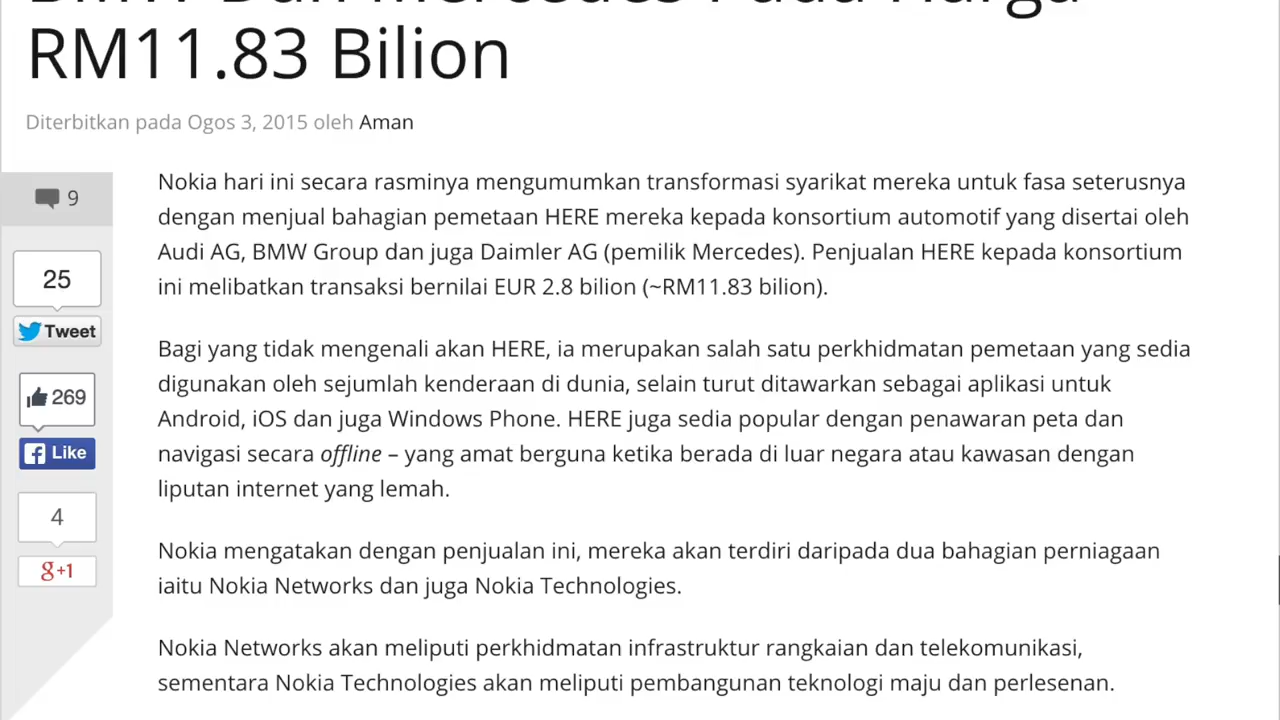 BMW Dan Mercedes Pada Harga
RM11.83 Bilion
Diterbitkan pada Ogos 3, 2015 oleh Aman
9
25
Tweet
269
Like
4
g+1
Nokia hari ini secara rasminya mengumumkan transformasi syarikat mereka untuk fasa seterusnya
dengan menjual bahagian pemetaan HERE mereka kepada konsortium automotif yang disertai oleh
Audi AG, BMW Group dan juga Daimler AG (pemilik Mercedes). Penjualan HERE kepada konsortium
ini melibatkan transaksi bernilai EUR 2.8 bilion (~RM11.83 bilion).
Bagi yang tidak mengenali akan HERE, ia merupakan salah satu perkhidmatan pemetaan yang sedia
digunakan oleh sejumlah kenderaan di dunia, selain turut ditawarkan sebagai aplikasi untuk
Android, iOS dan juga Windows Phone. HERE juga sedia popular dengan penawaran peta dan
navigasi secara offline – yang amat berguna ketika berada di luar negara atau kawasan dengan
liputan internet yang lemah.
Nokia mengatakan dengan penjualan ini, mereka akan terdiri daripada dua bahagian perniagaan
iaitu Nokia Networks dan juga Nokia Technologies.
Nokia Networks akan meliputi perkhidmatan infrastruktur rangkaian dan telekomunikasi,
sementara Nokia Technologies akan meliputi pembangunan teknologi maju dan perlesenan.